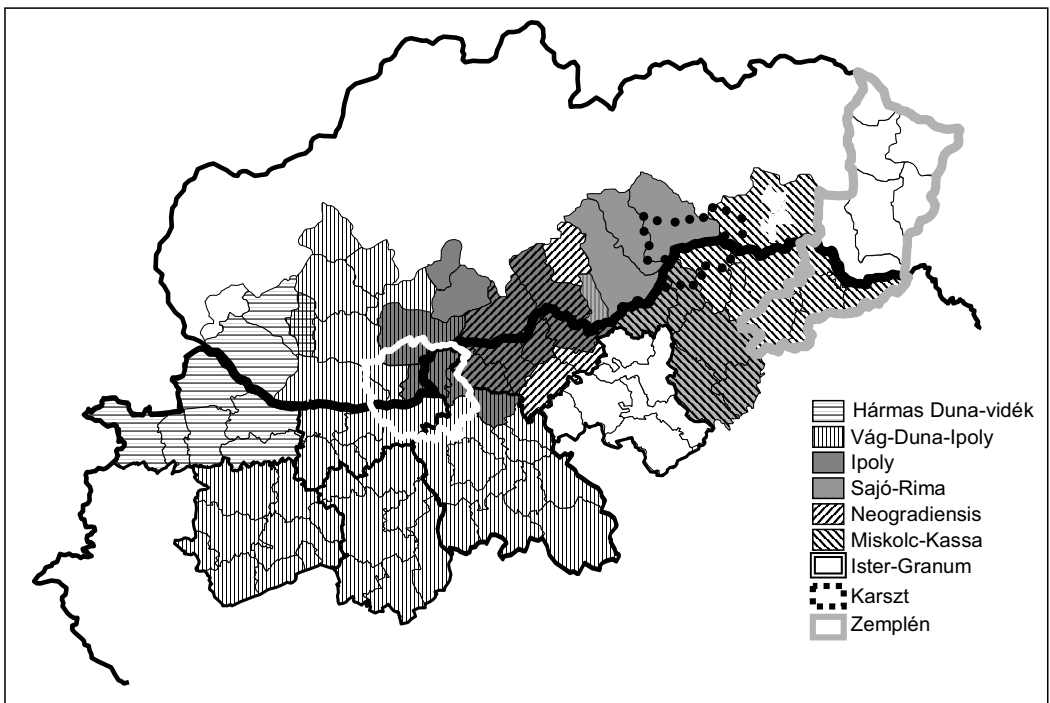 Hármas Duna-vidék
Vág-Duna-Ipoly
Ipoly
Sajó-Rima
Neogradiensis
Miskolc-Kassa
Ister-Granum
Karszt
Zemplén